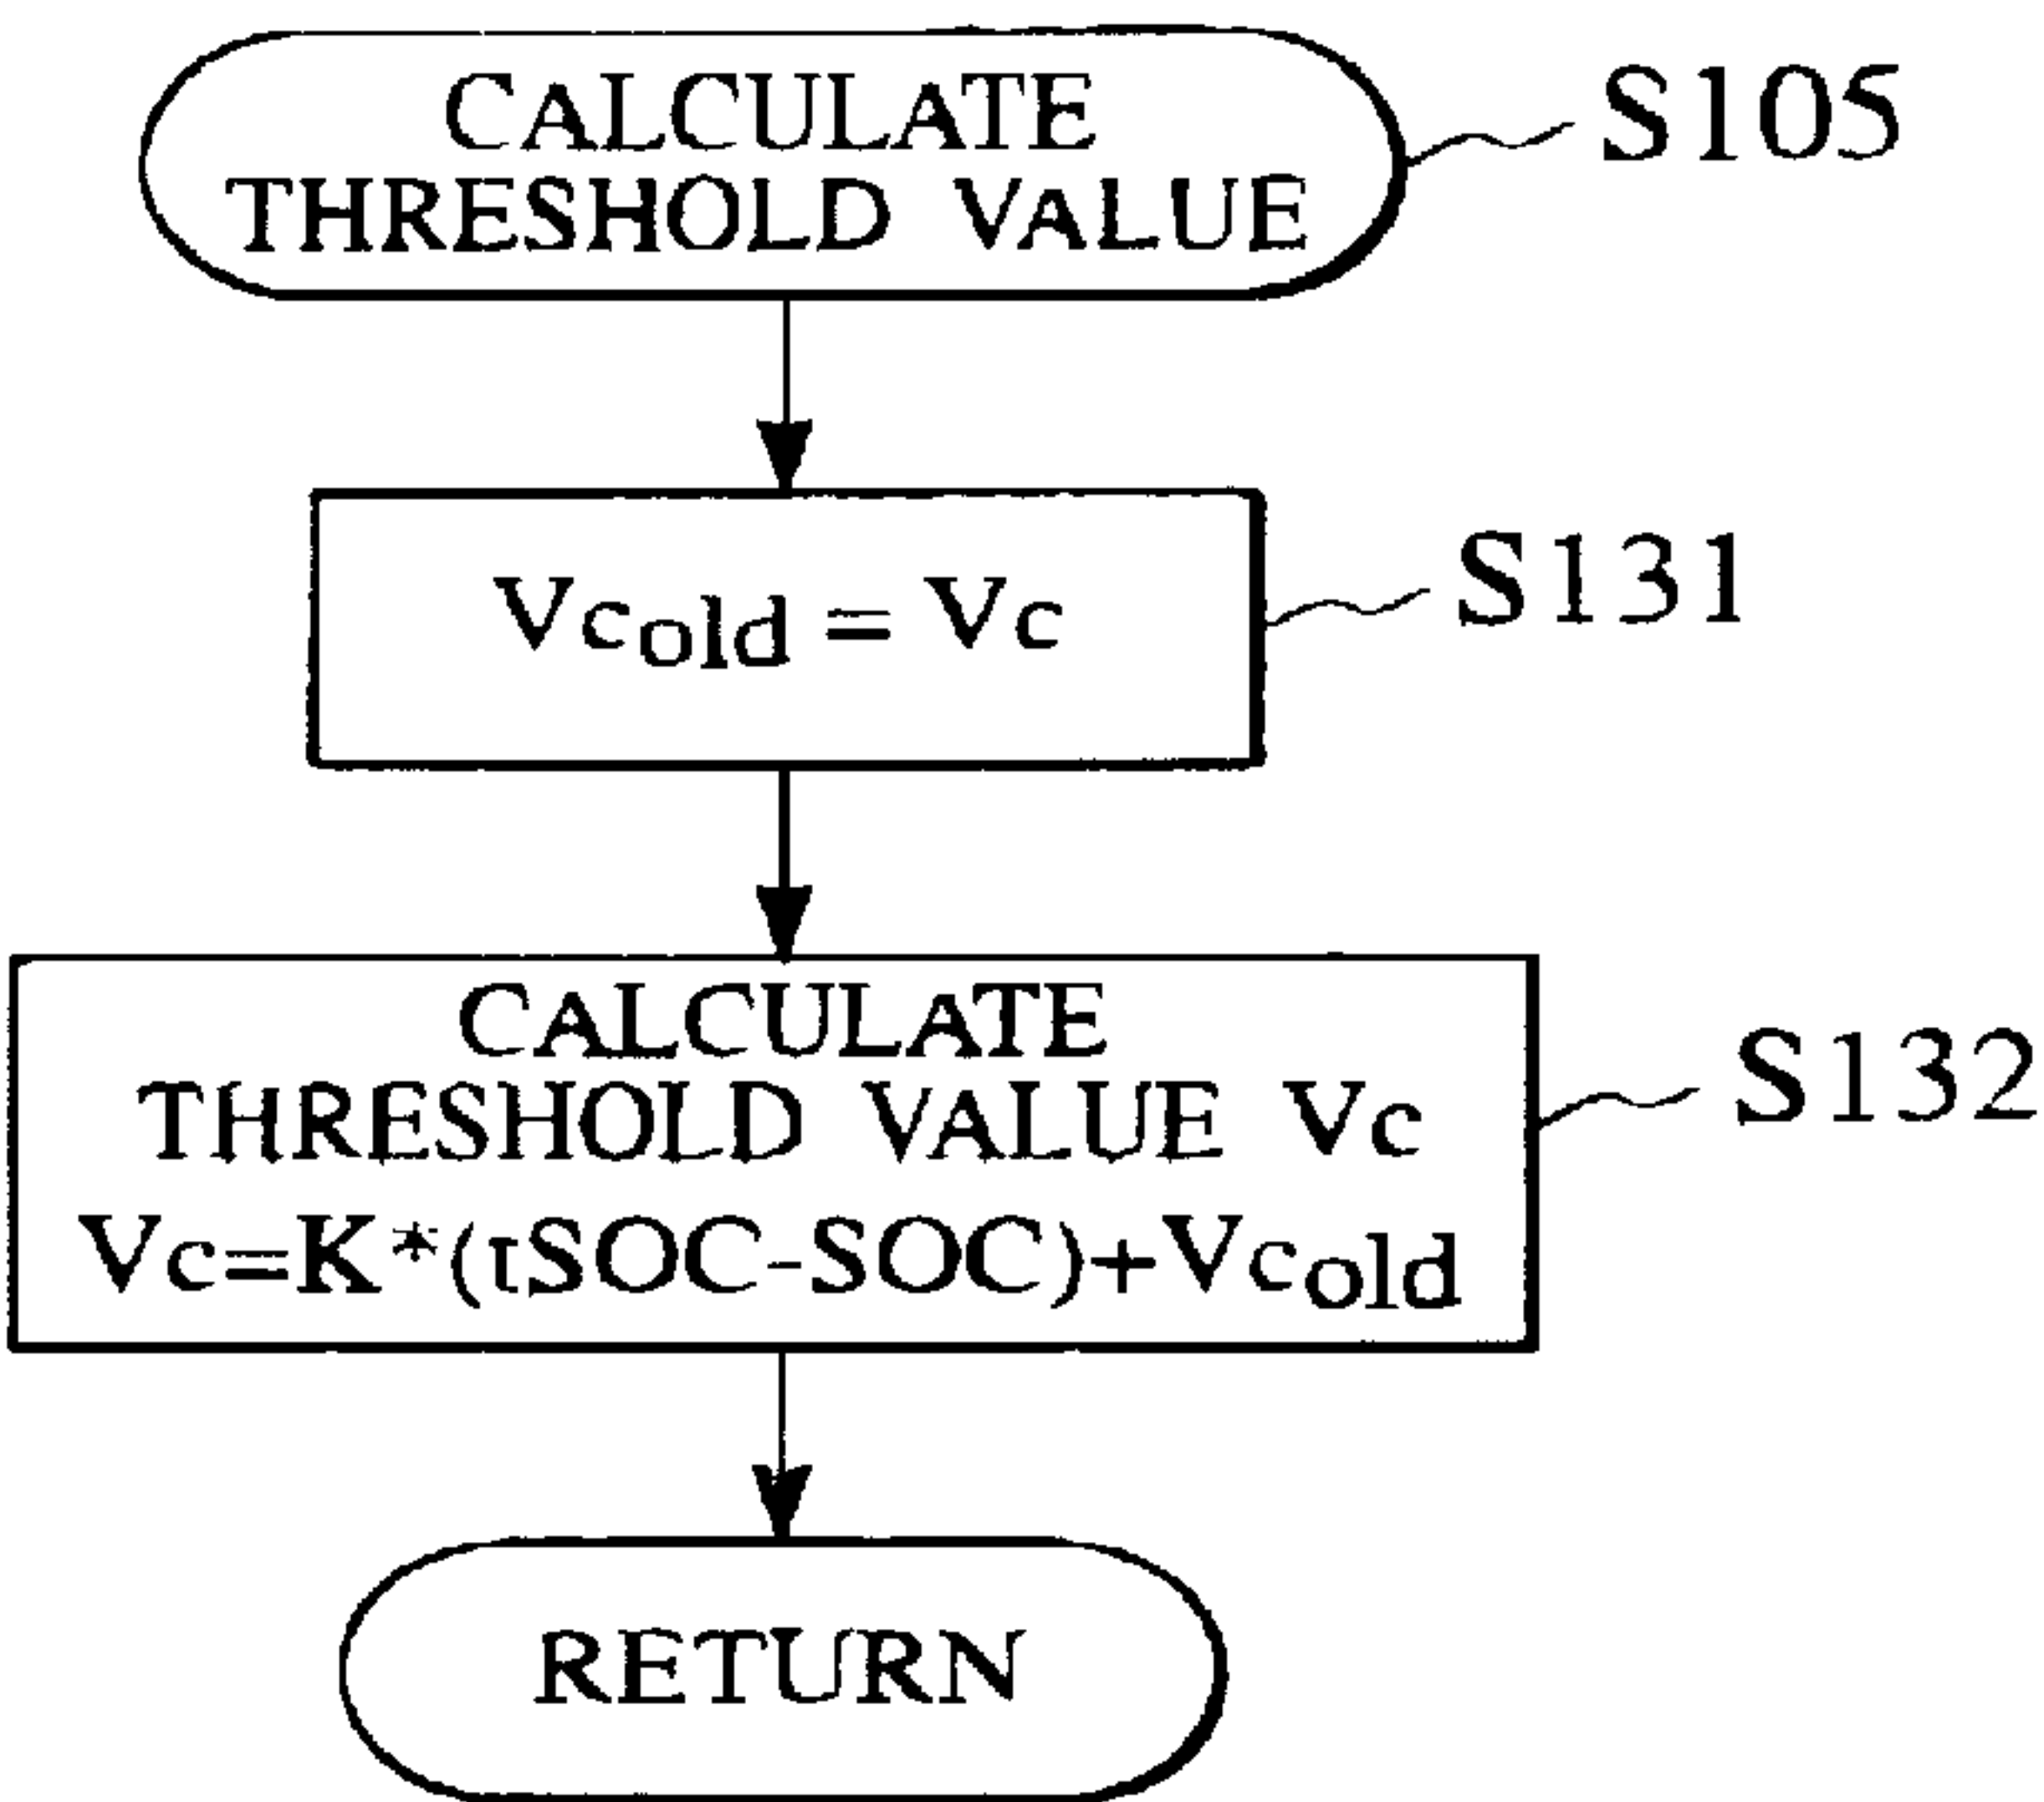 CALCULATE
THRESHOLD VALUE
S105
Vcold = Vc
S131
CALCULATE
THRESHOLD VALUE Vc
Vc=K*(tSOC-SOC)+Vcold
S132
RETURN